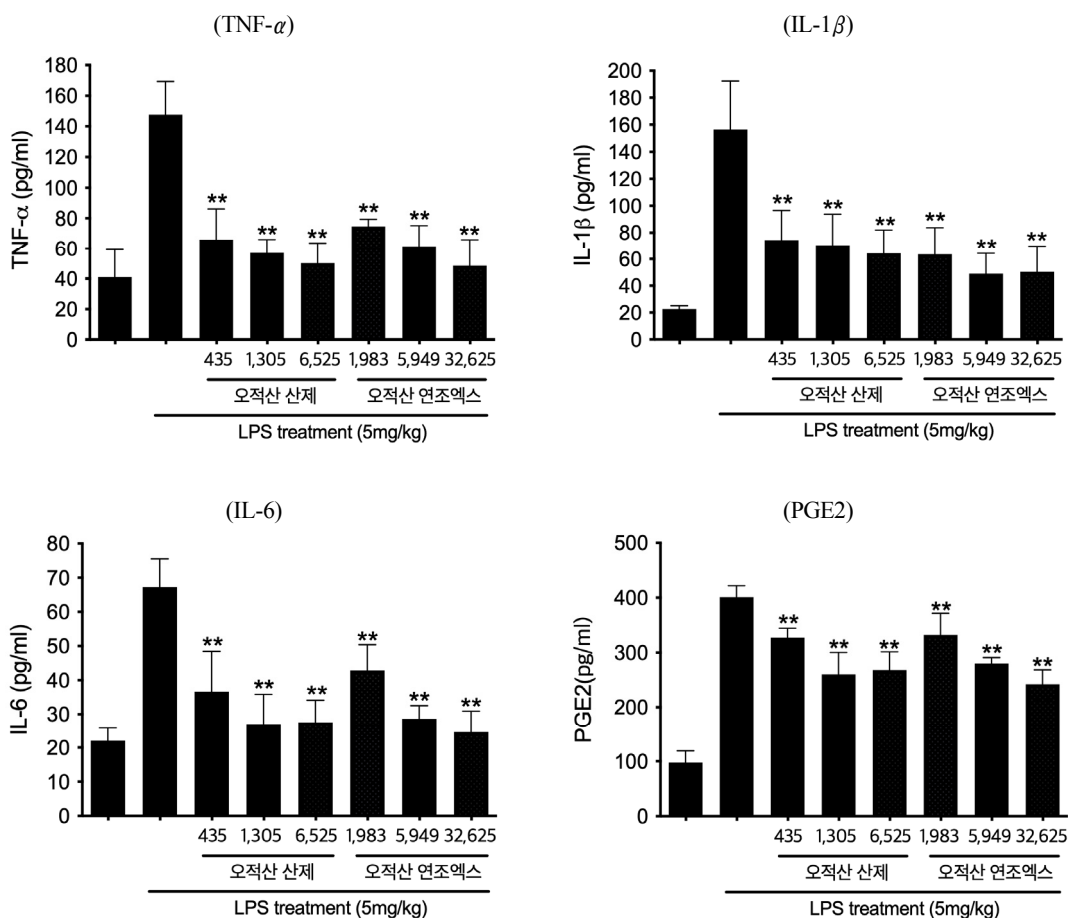 (TNF-α)
TNF-α (pg/ml)
180
160
140
120
100
80
60
40
20
0
** ** ** ** ** **
435 1,305 6,525 1,983 5,949 32,625
오적산 산제 오적산 연조엑스
LPS treatment (5mg/kg)
(IL-1β)
IL-1β (pg/ml)
200
180
160
140
120
100
80
60
40
20
0
** ** ** ** ** **
435 1,305 6,525 1,983 5,949 32,625
오적산 산제 오적산 연조엑스
LPS treatment (5mg/kg)
(IL-6)
IL-6 (pg/ml)
80
70
60
50
40
30
20
10
0
** ** ** ** ** **
435 1,305 6,525 1,983 5,949 32,625
오적산 산제 오적산 연조엑스
LPS treatment (5mg/kg)
(PGE2)
PGE2(pg/ml)
500
400
300
200
100
0
** ** ** ** ** **
435 1,305 6,525 1,983 5,949 32,625
오적산 산제 오적산 연조엑스
LPS treatment (5mg/kg)